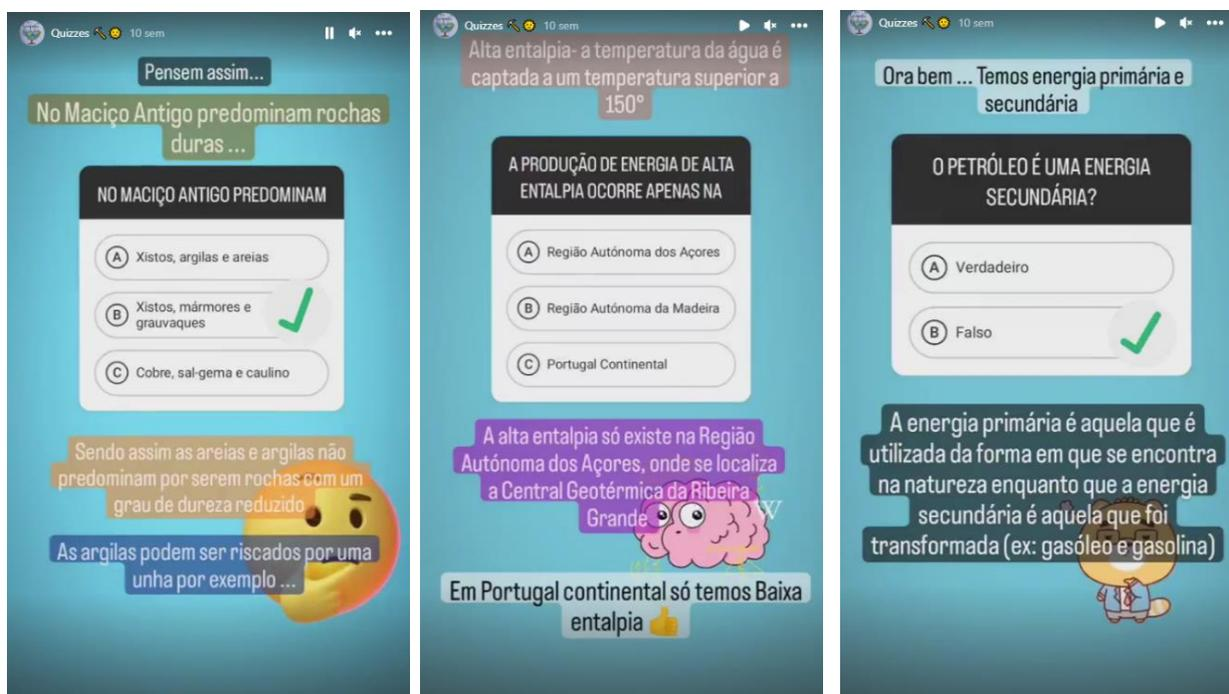 Quizzes 10 sem
Pensem assim...
No Maciço Antigo predominam rochas
duras ...
NO MACIÇO ANTIGO PREDOMINAM
A Xistos, argilas e areias
B Xistos, mármores e
grauvaques
C Cobre, sal-gema e caulino
Sendo assim as areias e argilas não
predominam por serem rochas com um
grau de dureza reduzido
As argilas podem ser riscados por uma
unha por exemplo ...
Quizzes 10 sem
Alta entalpia- a temperatura da água é
captada a um temperatura superior a
150°
A PRODUÇÃO DE ENERGIA DE ALTA
ENTALPIA OCORRE APENAS NA
A Região Autónoma dos Açores
B Região Autónoma da Madeira
C Portugal Continental
A alta entalpia só existe na Região
Autónoma dos Açores, onde se localiza
a Central Geotérmica da Ribeira
Grande
W
Em Portugal continental só temos Baixa
entalpia 👍
Quizzes 10 sem
Ora bem ... Temos energia primária e
secundária
O PETRÓLEO É UMA ENERGIA
SECUNDÁRIA?
A Verdadeiro
B Falso
A energia primária é aquela que é
utilizada da forma em que se encontra
na natureza enquanto que a energia
secundária é aquela que foi
transformada (ex: gasóleo e gasolina)